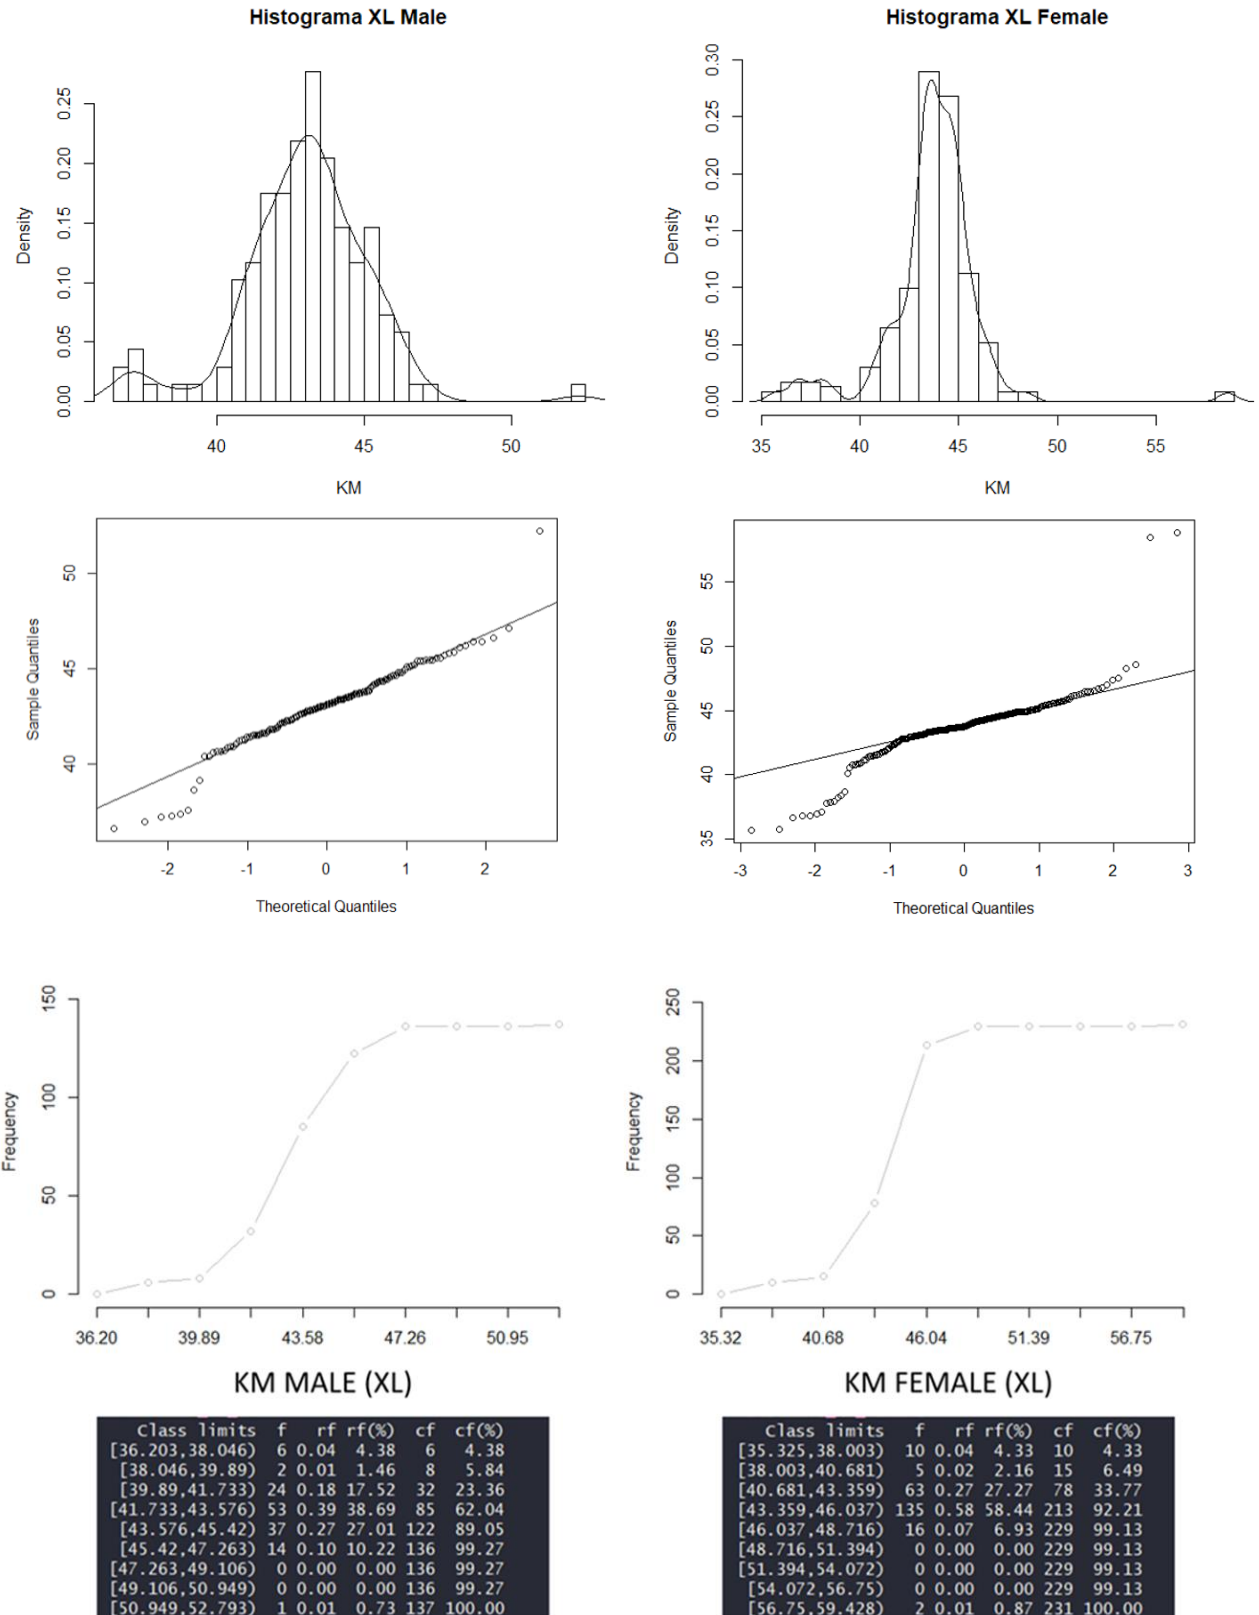 Histograma XL Male
Density
0.00 0.05 0.10 0.15 0.20 0.25
40 45 50
KM
Histograma XL Female
Density
0.00 0.05 0.10 0.15 0.20 0.25 0.30
35 40 45 50 55
KM
Sample Quantiles
40 45 50
-2 -1 0 1 2
Theoretical Quantiles
Sample Quantiles
35 40 45 50 55
-3 -2 -1 0 1 2 3
Theoretical Quantiles
Frequency
0 50 100 150
36.20 39.89 43.58 47.26 50.95
KM MALE (XL)
Frequency
0 50 100 150 200 250
35.32 40.68 46.04 51.39 56.75
KM FEMALE (XL)
Class limits f rf rf(%) cf cf(%)
[36.203,38.046) 6 0.04 4.38 6 4.38
[38.046,39.89) 2 0.01 1.46 8 5.84
[39.89,41.733) 24 0.18 17.52 32 23.36
[41.733,43.576) 53 0.39 38.69 85 62.04
[43.576,45.42) 37 0.27 27.01 122 89.05
[45.42,47.263) 14 0.10 10.22 136 99.27
[47.263,49.106) 0 0.00 0.00 136 99.27
[49.106,50.949) 0 0.00 0.00 136 99.27
[50.949,52.793) 1 0.01 0.73 137 100.00
Class limits f rf rf(%) cf cf(%)
[35.325,38.003) 10 0.04 4.33 10 4.33
[38.003,40.681) 5 0.02 2.16 15 6.49
[40.681,43.359) 63 0.27 27.27 78 33.77
[43.359,46.037) 135 0.58 58.44 213 92.21
[46.037,48.716) 16 0.07 6.93 229 99.13
[48.716,51.394) 0 0.00 0.00 229 99.13
[51.394,54.072) 0 0.00 0.00 229 99.13
[54.072,56.75) 0 0.00 0.00 229 99.13
[56.75,59.428) 2 0.01 0.87 231 100.00